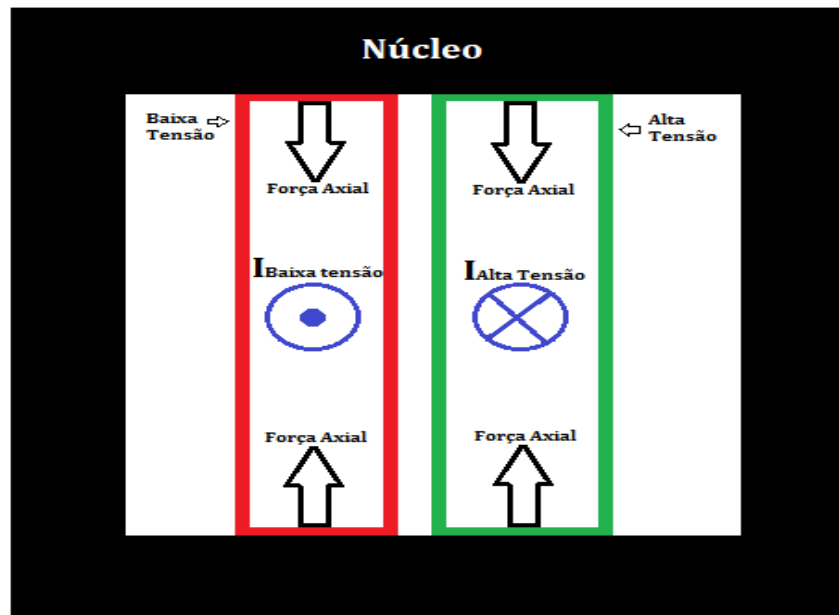 Núcleo
Baixa
Tensão
Alta
Tensão
Força Axial
Força Axial
IBaixa tensão
IAlta Tensão
Força Axial
Força Axial